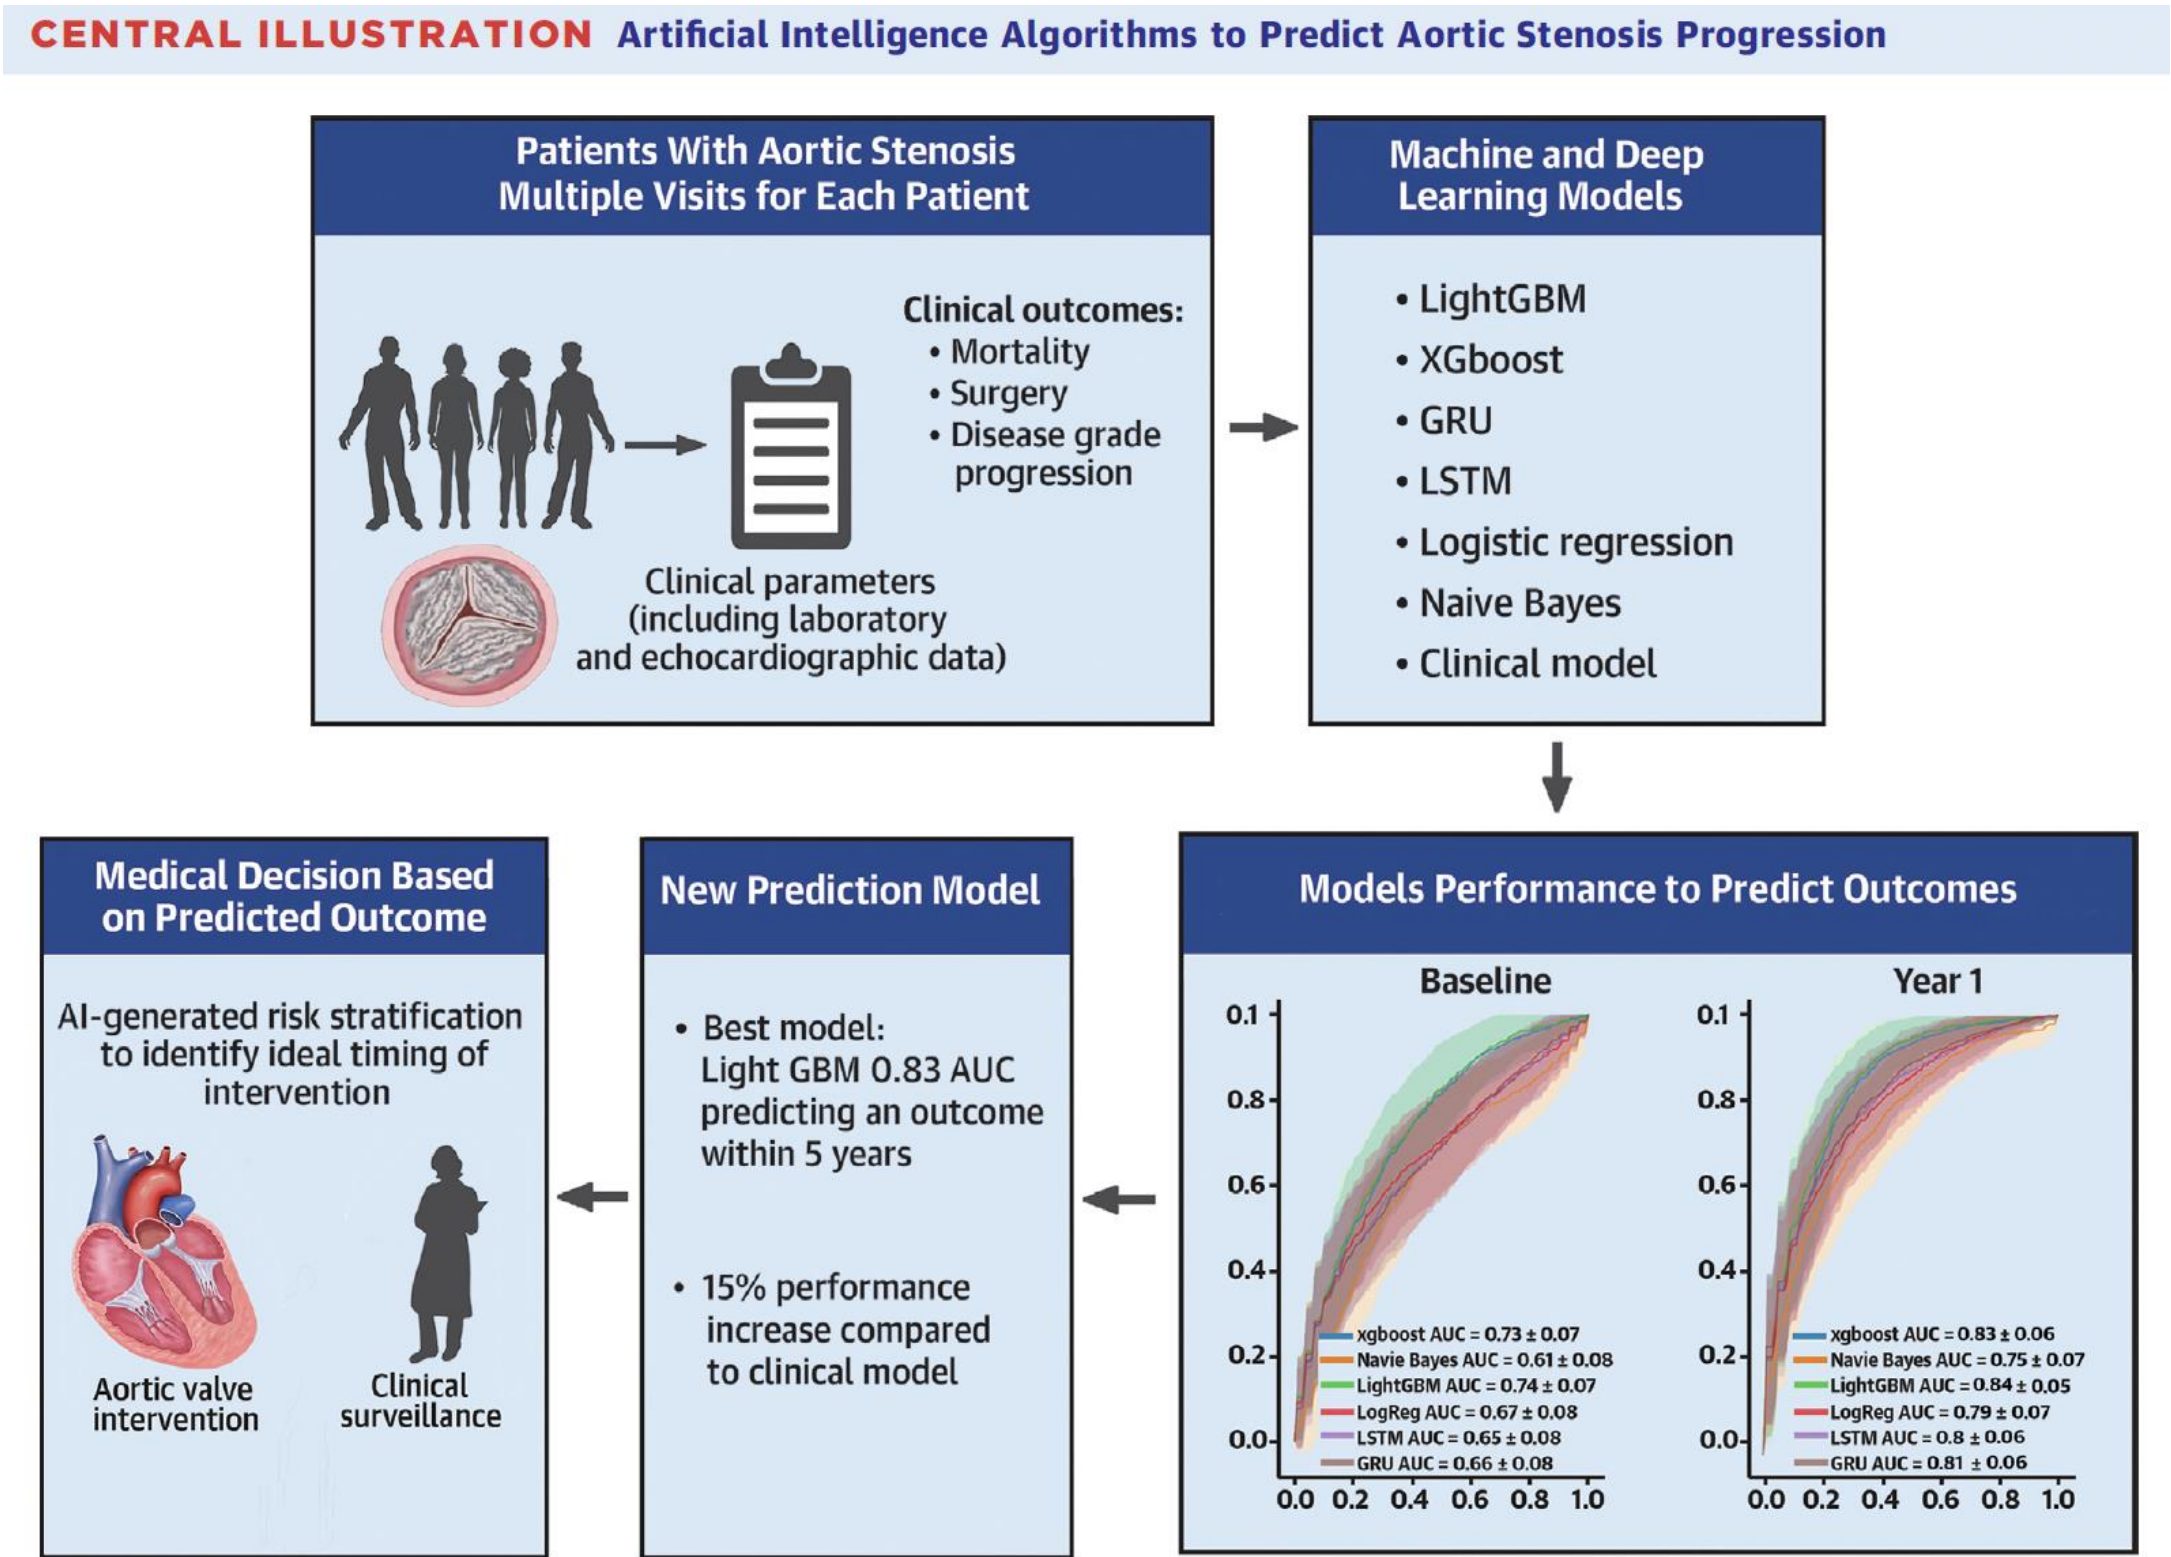 CENTRAL ILLUSTRATION Artificial Intelligence Algorithms to Predict Aortic Stenosis Progression
Patients With Aortic Stenosis
Multiple Visits for Each Patient
Clinical outcomes:
• Mortality
• Surgery
• Disease grade
progression
Clinical parameters
(including laboratory
and echocardiographic data)
Machine and Deep
Learning Models
• LightGBM
• XGboost
• GRU
• LSTM
• Logistic regression
• Naive Bayes
• Clinical model
Models Performance to Predict Outcomes
Baseline
0.1
0.8
0.6
0.4
0.2
0.0
xgboost AUC = 0.73 ± 0.07
Navie Bayes AUC = 0.61 ± 0.08
LightGBM AUC = 0.74 ± 0.07
LogReg AUC = 0.67 ± 0.08
LSTM AUC = 0.65 ± 0.08
GRU AUC = 0.66 ± 0.08
0.0 0.2 0.4 0.6 0.8 1.0
Year 1
0.1
0.8
0.6
0.4
0.2
0.0
xgboost AUC = 0.83 ± 0.06
Navie Bayes AUC = 0.75 ± 0.07
LightGBM AUC = 0.84 ± 0.05
LogReg AUC = 0.79 ± 0.07
LSTM AUC = 0.8 ± 0.06
GRU AUC = 0.81 ± 0.06
0.0 0.2 0.4 0.6 0.8 1.0
New Prediction Model
• Best model:
Light GBM 0.83 AUC
predicting an outcome
within 5 years
• 15% performance
increase compared
to clinical model
Medical Decision Based
on Predicted Outcome
AI-generated risk stratification
to identify ideal timing of
intervention
Aortic valve
intervention
Clinical
surveillance